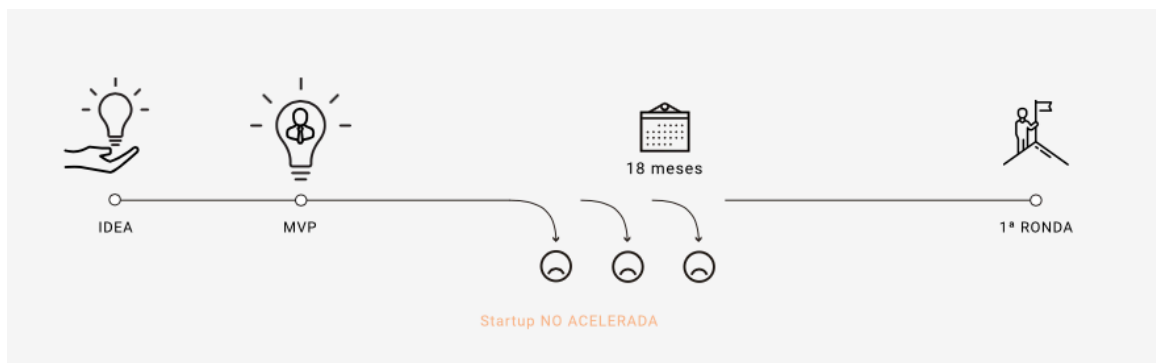 18 meses
IDEA
MVP
1ª RONDA
Startup NO ACELERADA